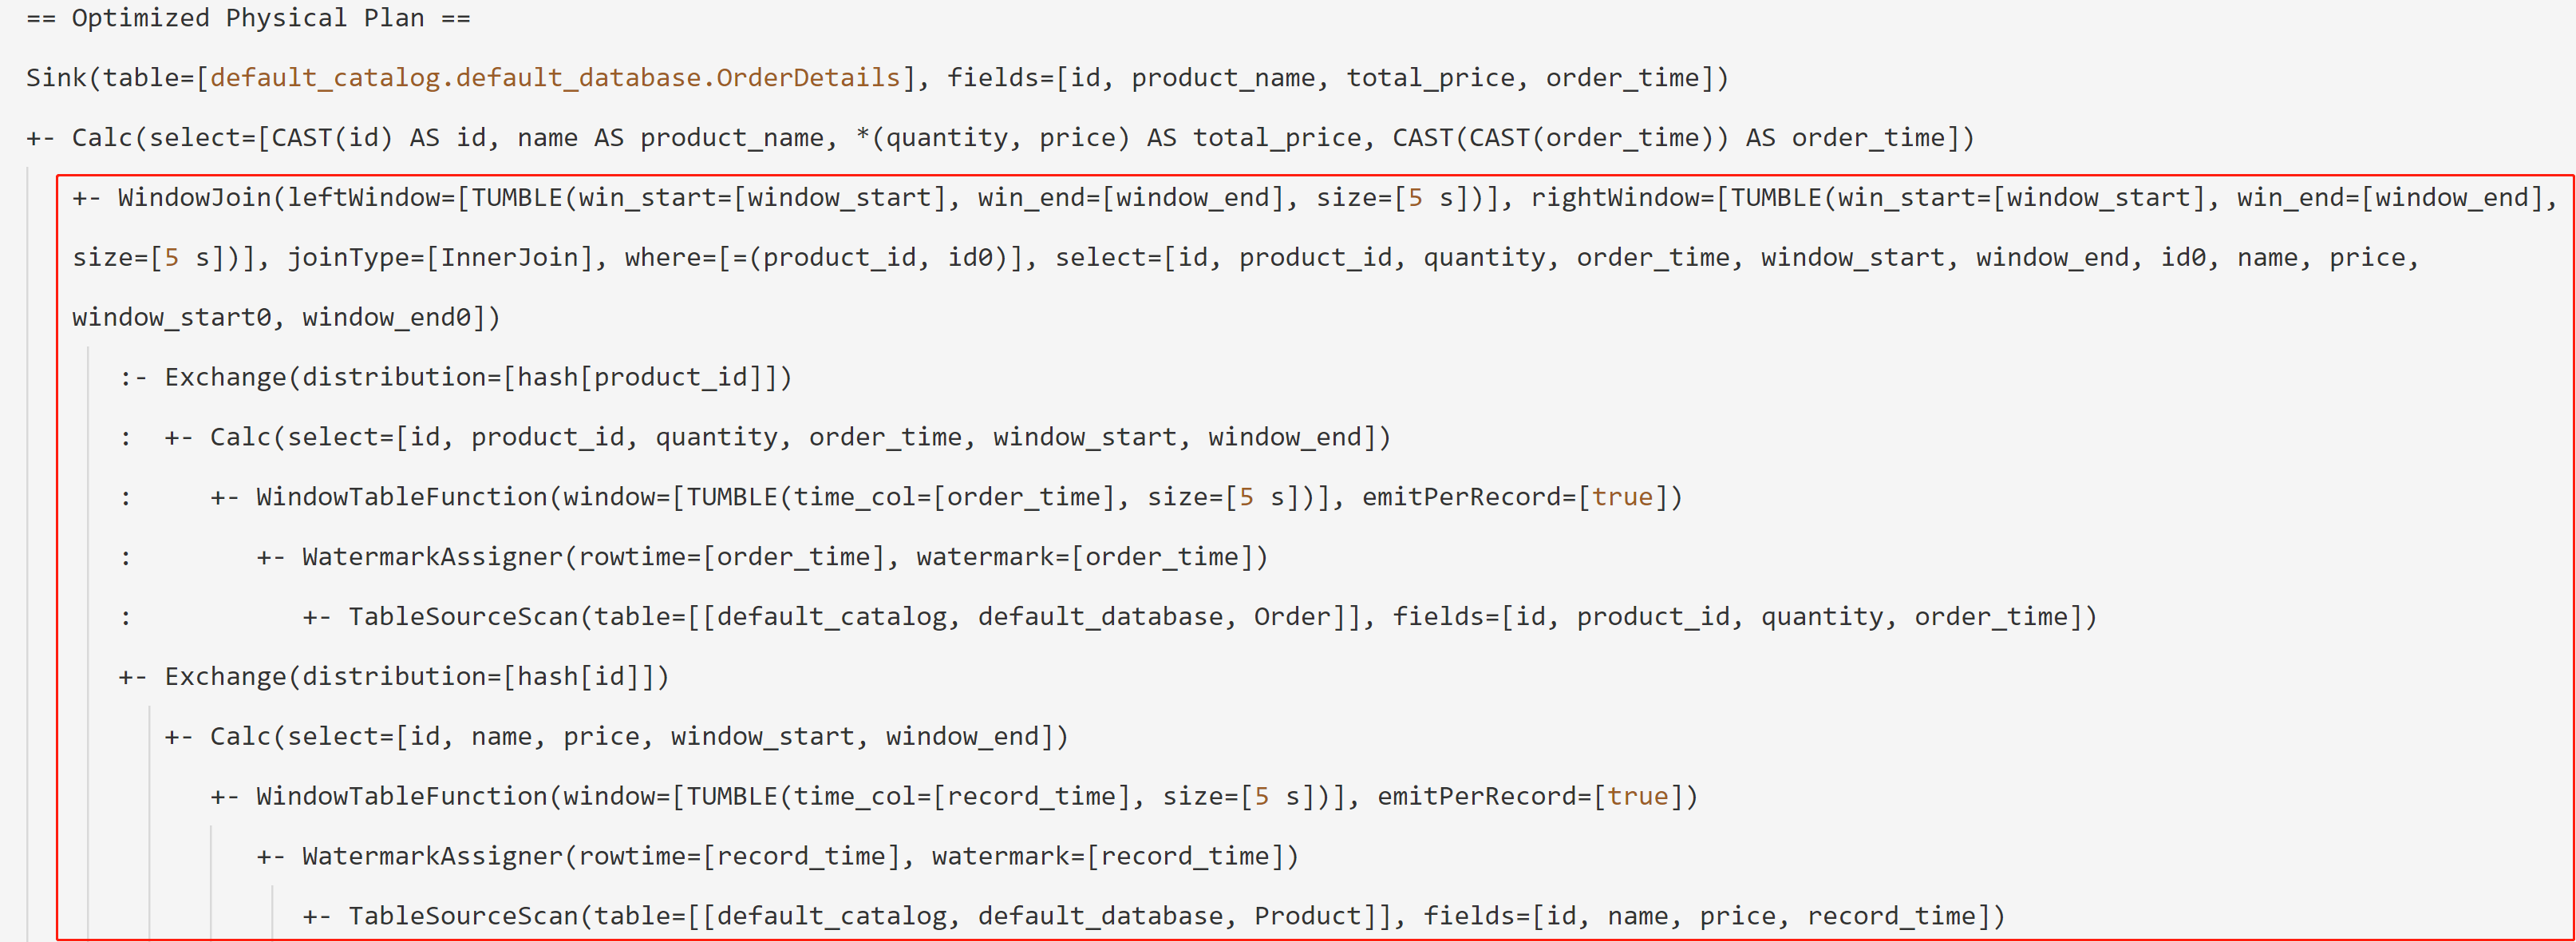 == Optimized Physical Plan ==
Sink(table=[default_catalog.default_database.OrderDetails], fields=[id, product_name, total_price, order_time])
+- Calc(select=[CAST(id) AS id, name AS product_name, *(quantity, price) AS total_price, CAST(CAST(order_time)) AS order_time])
+- WindowJoin(leftWindow=[TUMBLE(win_start=[window_start], win_end=[window_end], size=[5 s])], rightWindow=[TUMBLE(win_start=[window_start], win_end=[window_end],
size=[5 s])], joinType=[InnerJoin], where=[=(product_id, id0)], select=[id, product_id, quantity, order_time, window_start, window_end, id0, name, price,
window_start0, window_end0])
:- Exchange(distribution=[hash[product_id]])
:  +- Calc(select=[id, product_id, quantity, order_time, window_start, window_end])
:     +- WindowTableFunction(window=[TUMBLE(time_col=[order_time], size=[5 s])], emitPerRecord=[true])
:        +- WatermarkAssigner(rowtime=[order_time], watermark=[order_time])
:           +- TableSourceScan(table=[[default_catalog, default_database, Order]], fields=[id, product_id, quantity, order_time])
+- Exchange(distribution=[hash[id]])
+- Calc(select=[id, name, price, window_start, window_end])
+- WindowTableFunction(window=[TUMBLE(time_col=[record_time], size=[5 s])], emitPerRecord=[true])
+- WatermarkAssigner(rowtime=[record_time], watermark=[record_time])
+- TableSourceScan(table=[[default_catalog, default_database, Product]], fields=[id, name, price, record_time])